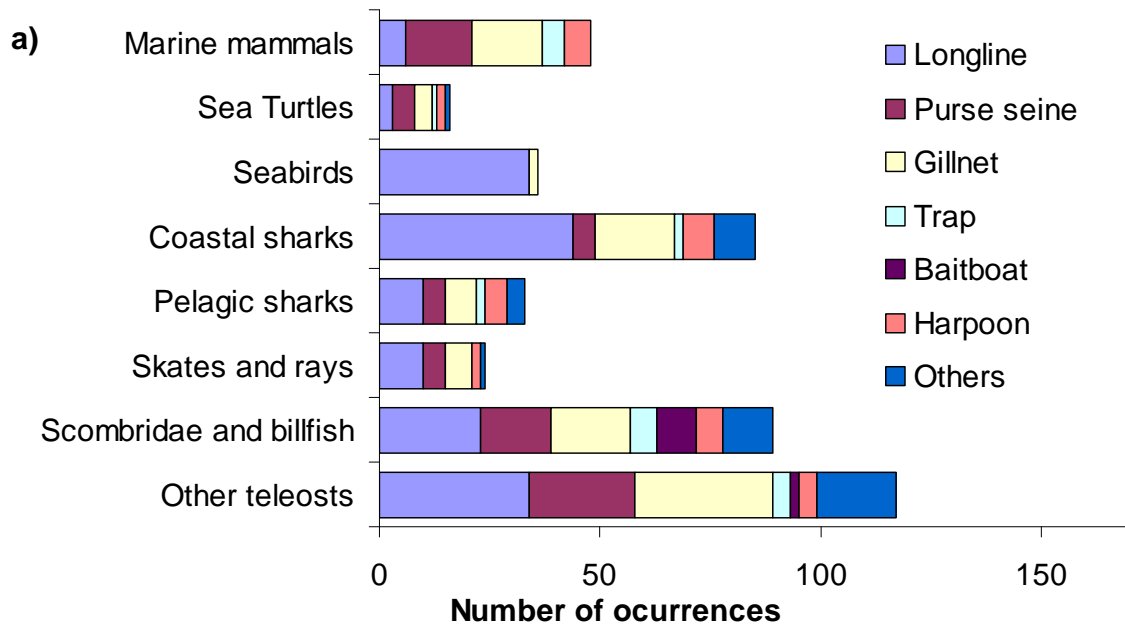 a)
Marine mammals
Sea Turtles
Seabirds
Coastal sharks
Pelagic sharks
Skates and rays
Scombridae and billfish
Other teleosts
Longline
Purse seine
Gillnet
Trap
Baitboat
Harpoon
Others
0 50 100 150
Number of ocurrences